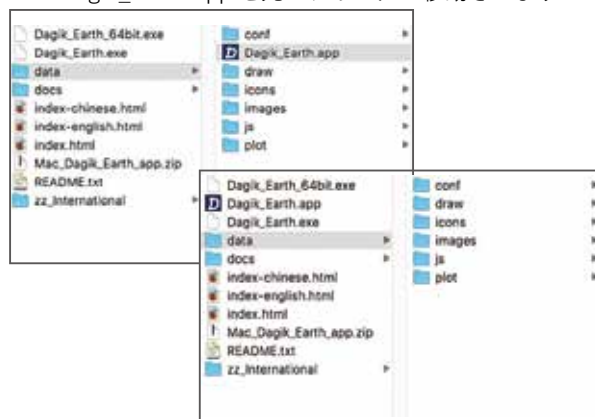 Dagik_Earth_64bit.exe
Dagik_Earth.exe
data
docs
index-chinese.html
index-english.html
index.html
Mac_Dagik_Earth_app.zip
README.txt
zz_International
conf
Dagik_Earth.app
draw
icons
images
js
plot
Dagik_Earth_64bit.exe
Dagik_Earth.app
Dagik_Earth.exe
data
docs
index-chinese.html
index-english.html
index.html
Mac_Dagik_Earth_app.zip
README.txt
zz_International
conf
draw
icons
images
js
plot